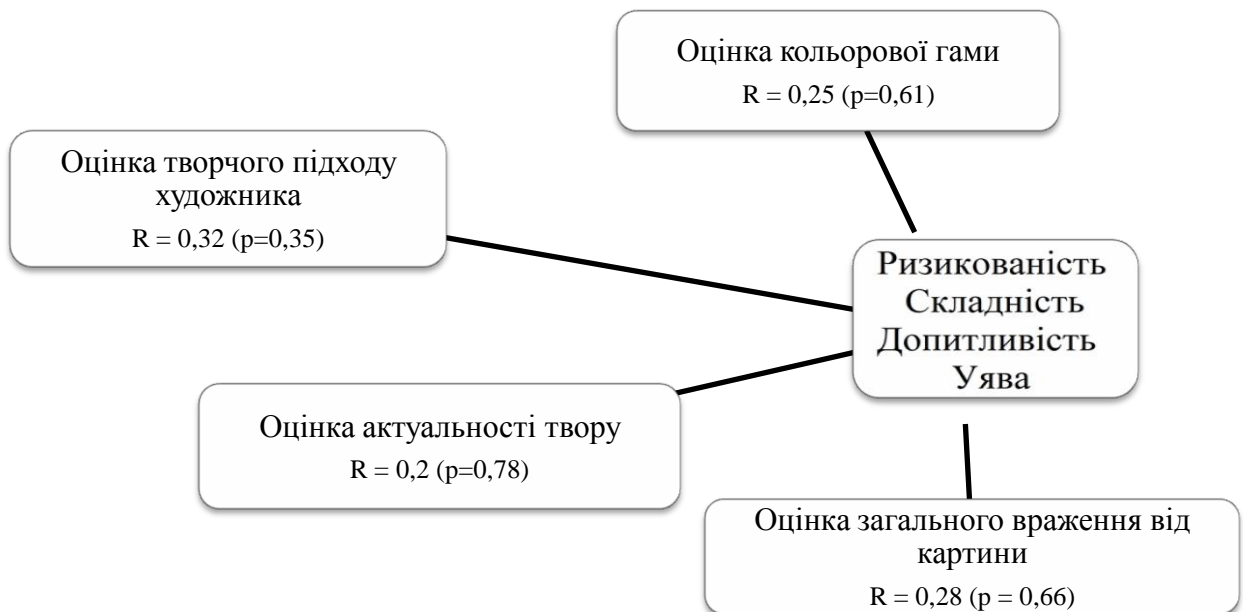 Оцінка кольорової гами
R = 0,25 (p=0,61)
Оцінка творчого підходу
художника
R = 0,32 (p=0,35)
Ризикованість
Складність
Допитливість
Уява
Оцінка актуальності твору
R = 0,2 (p=0,78)
Оцінка загального враження від
картини
R = 0,28 (p = 0,66)